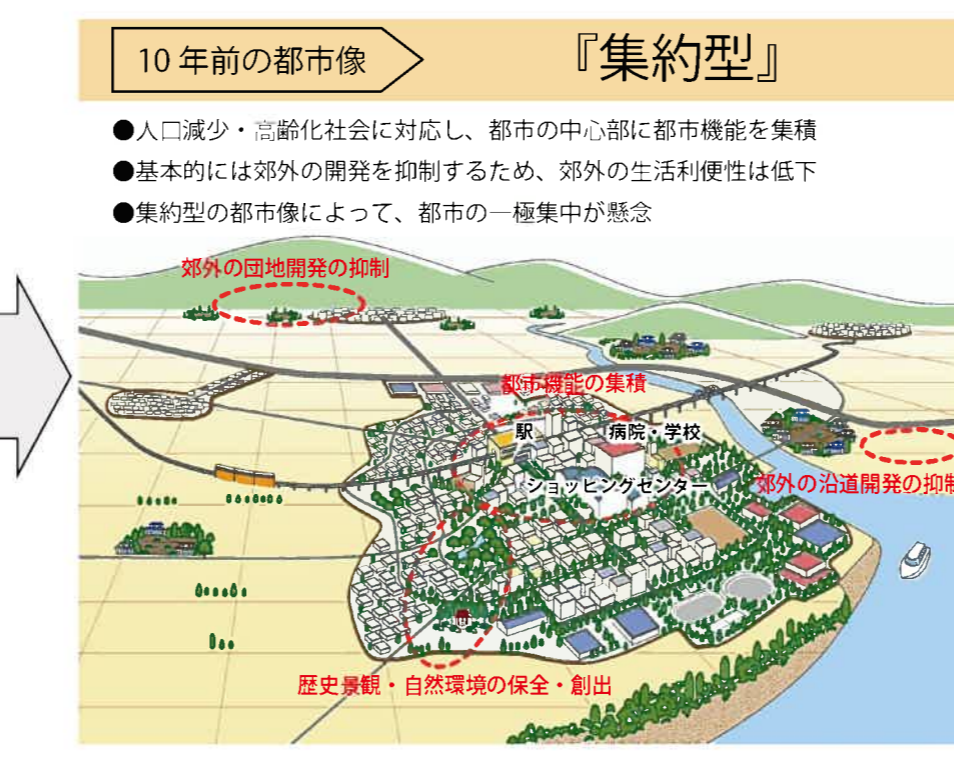 10年前の都市像
『集約型』
●人口減少・高齢化社会に対応し、都市の中心部に都市機能を集積
●基本的には郊外の開発を抑制するため、郊外の生活利便性は低下
●集約型の都市像によって、都市の一極集中が懸念
郊外の団地開発の抑制
都市機能の集積
駅
病院・学校
ショッピングセンター
郊外の沿道開発の抑制
歴史景観・自然環境の保全・創出